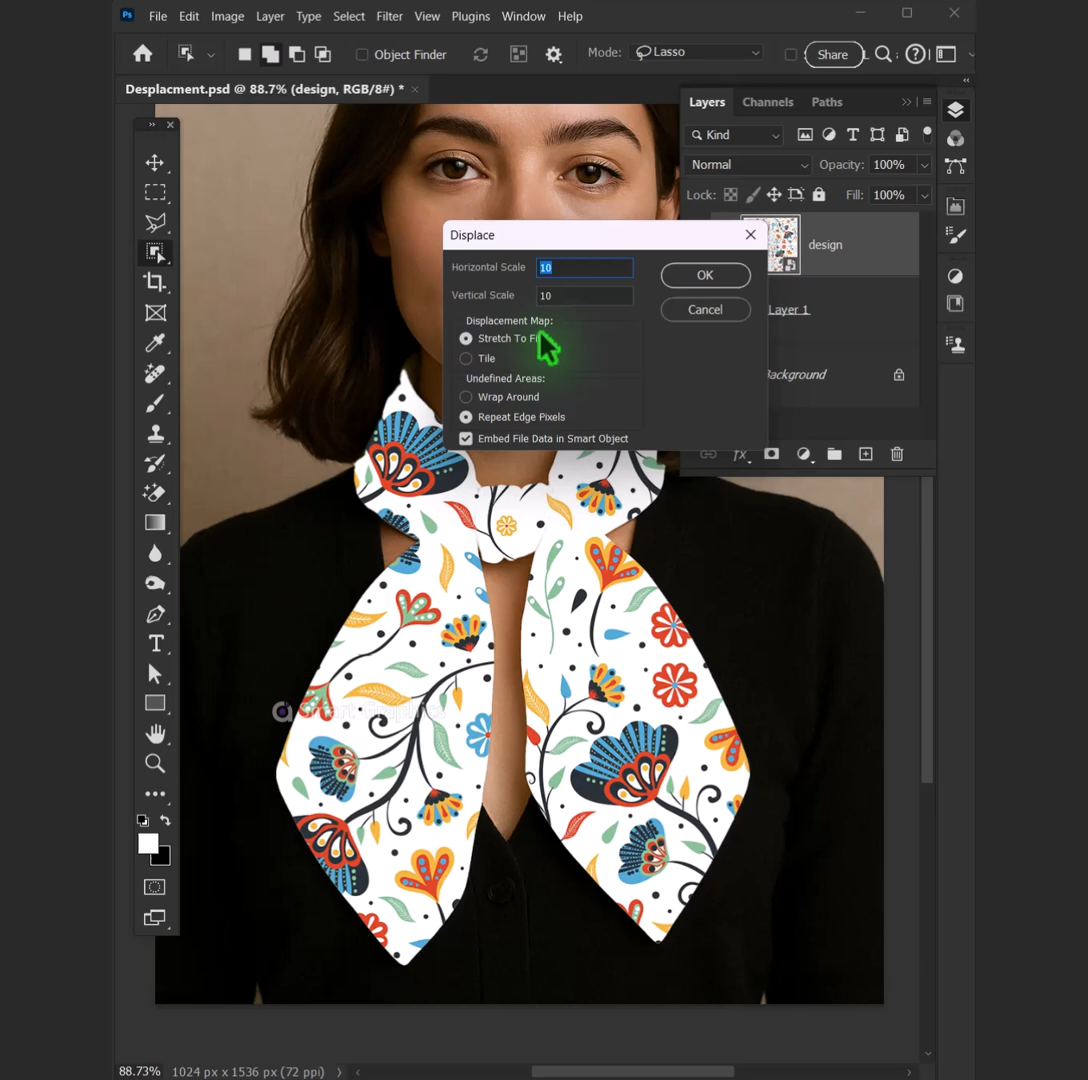 Ps File Edit Image Layer Type Select Filter View Plugins Window Help
Object Finder Mode: Lasso Share
Desplacment.psd @ 88.7% (design, RGB/8#) * ×
Layers Channels Paths
Kind
Normal Opacity: 100%
Lock: Fill: 100%
design
Layer 1
Background
fx
Displace
Horizontal Scale 10
OK
Vertical Scale 10
Cancel
Displacement Map:
Stretch To Fi
Tile
Undefined Areas:
Wrap Around
Repeat Edge Pixels
Embed File Data in Smart Object
Smart Graphics
88.73% 1024 px x 1536 px (72 ppi)